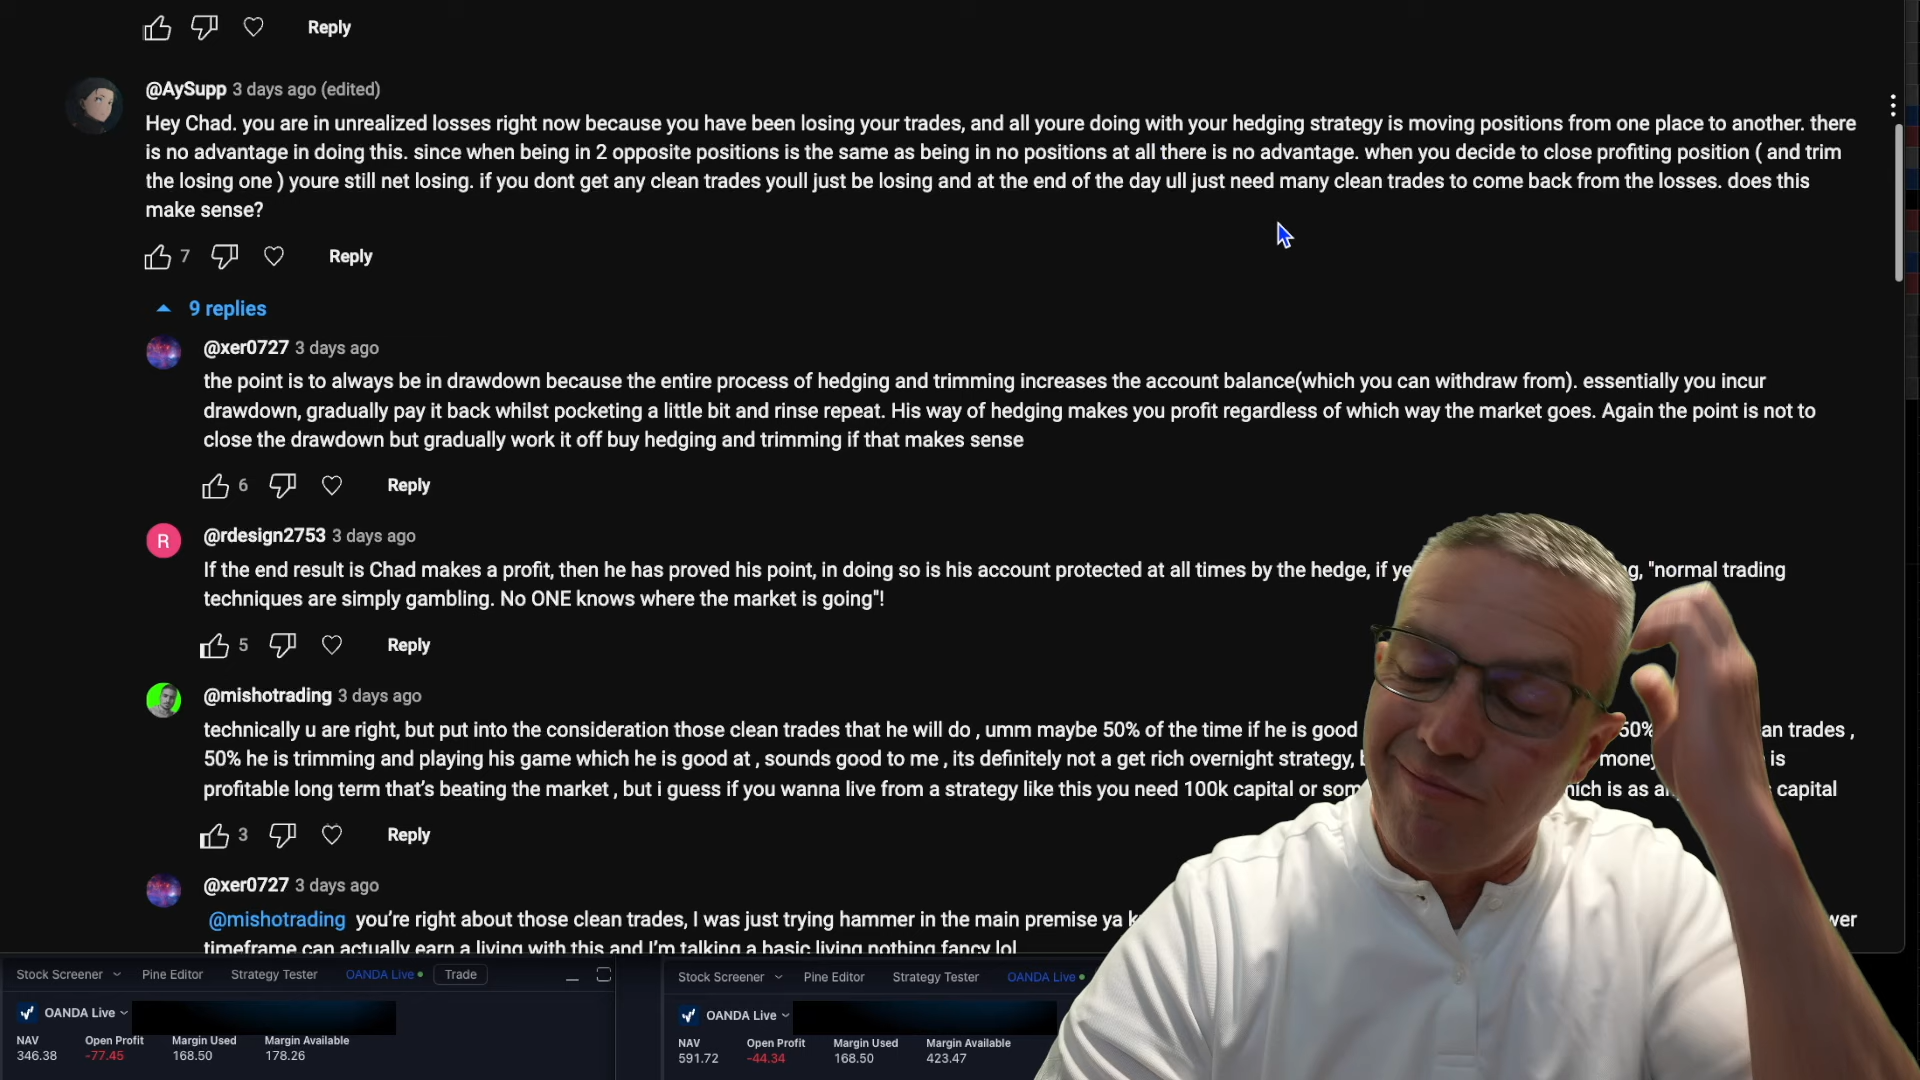 Reply
@AySupp 3 days ago (edited)
Hey Chad. you are in unrealized losses right now because you have been losing your trades, and all youre doing with your hedging strategy is moving positions from one place to another. there
is no advantage in doing this. since when being in 2 opposite positions is the same as being in no positions at all there is no advantage. when you decide to close profiting position ( and trim
the losing one ) youre still net losing. if you dont get any clean trades youll just be losing and at the end of the day ull just need many clean trades to come back from the losses. does this
make sense?
7 Reply
9 replies
@xer0727 3 days ago
the point is to always be in drawdown because the entire process of hedging and trimming increases the account balance(which you can withdraw from). essentially you incur
drawdown, gradually pay it back whilst pocketing a little bit and rinse repeat. His way of hedging makes you profit regardless of which way the market goes. Again the point is not to
close the drawdown but gradually work it off buy hedging and trimming if that makes sense
6 Reply
R
@rdesign2753 3 days ago
If the end result is Chad makes a profit, then he has proved his point, in doing so is his account protected at all times by the hedge, if "normal trading
techniques are simply gambling. No ONE knows where the market is going"!
5 Reply
@mishotrading 3 days ago
technically u are right, but put into the consideration those clean trades that he will do , umm maybe 50% of the time if he is good 50% trades ,
50% he is trimming and playing his game which he is good at , sounds good to me , its definitely not a get rich overnight strategy, money is
profitable long term that's beating the market , but i guess if you wanna live from a strategy like this you need 100k capital or is as capital
3 Reply
@xer0727 3 days ago
@mishotrading you're right about those clean trades, I was just trying hammer in the main premise ya
timeframe can actually earn a living with this and I'm talking a basic living nothing fancy lol
Stock Screener Pine Editor Strategy Tester OANDA Live Trade
Stock Screener Pine Editor Strategy Tester OANDA Live
OANDA Live
OANDA Live
NAV Open Profit Margin Used Margin Available
346.38 -77.45 168.50 178.26
NAV Open Profit Margin Used Margin Available
591.72 -44.34 168.50 423.47